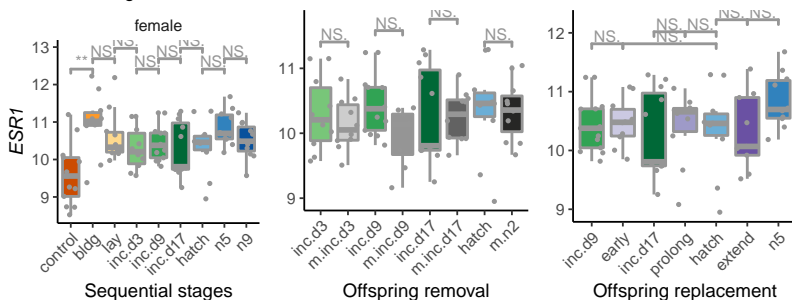 female
ESR1
13
12
11
10
9
** NS. NS. NS. NS. NS. NS. NS.
control
bldg
lay
inc.d3
inc.d9
inc.d17
hatch
n5
n9
Sequential stages
11
10
9
NS. NS. NS. NS.
inc.d3
m.inc.d3
inc.d9
m.inc.d9
inc.d17
m.inc.d17
hatch
m.n2
Offspring removal
12
11
10
9
NS. NS. NS. NS. NS. NS.
inc.d9
early
inc.d17
prolong
hatch
extend
n5
Offspring replacement